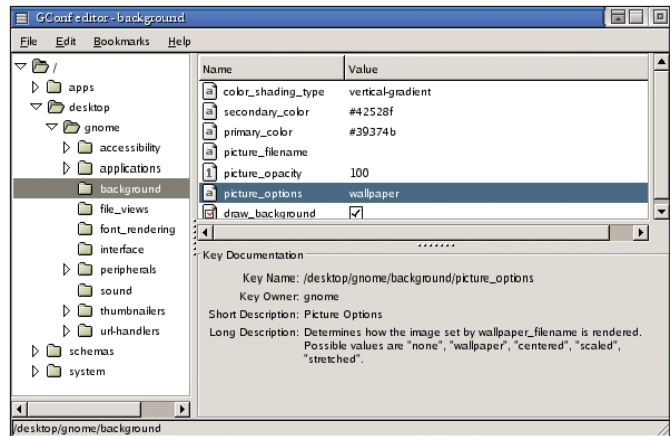 GConf editor - background
File Edit Bookmarks Help
/
apps
desktop
gnome
accessibility
applications
background
file_views
font_rendering
interface
peripherals
sound
thumbnailers
url-handlers
schemas
system
Name Value
a color_shading_type vertical-gradient
a secondary_color #42528f
a primary_color #39374b
a picture_filename
1 picture_opacity 100
a picture_options wallpaper
draw_background
Key Documentation
Key Name: /desktop/gnome/background/picture_options
Key Owner: gnome
Short Description: Picture Options
Long Description: Determines how the image set by wallpaper_filename is rendered.
Possible values are "none", "wallpaper", "centered", "scaled",
"stretched".
/desktop/gnome/background